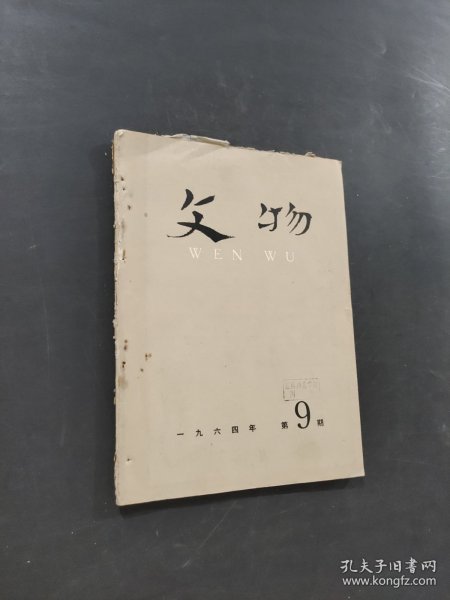 文物
WEN WU
一九六四年 第9期
孔夫子旧书网
www.kongfz.com